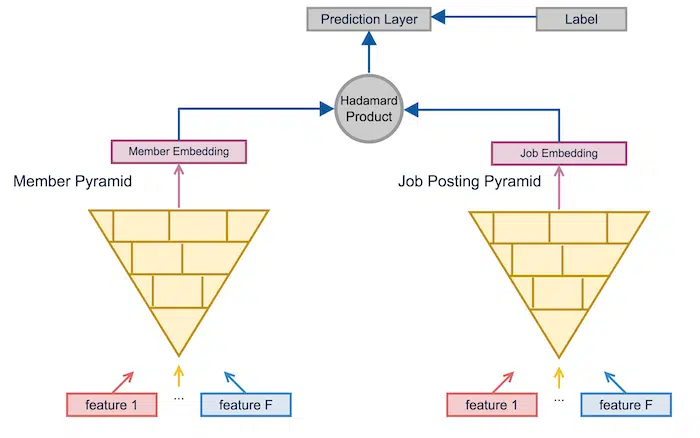 Prediction Layer
Label
Hadamard
Product
Member Embedding
Job Embedding
Member Pyramid
Job Posting Pyramid
feature 1
...
feature F
feature 1
...
feature F